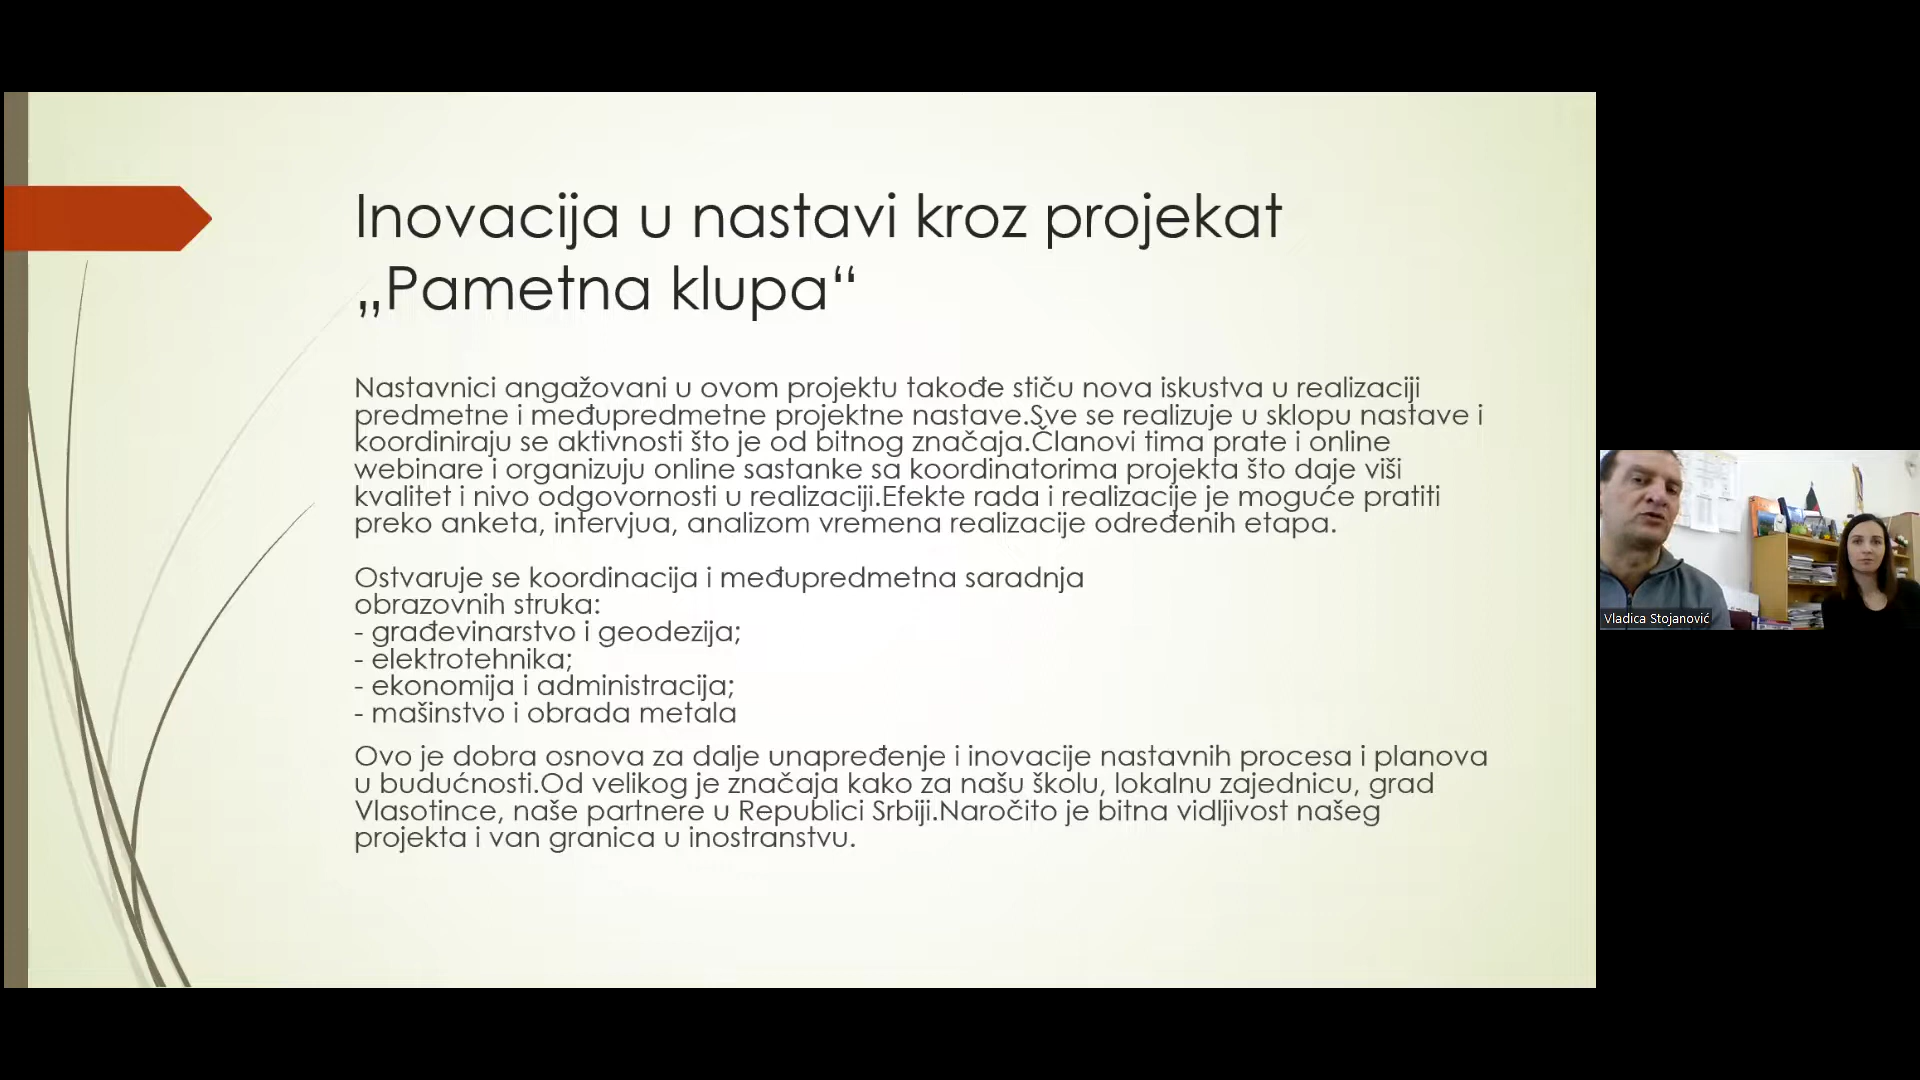 Inovacija u nastavi kroz projekat
„Pametna klupa“
Nastavnici angažovani u ovom projektu takođe stiču nova iskustva u realizaciji
predmetne i međupredmetne projektne nastave.Sve se realizuje u sklopu nastave i
koordiniraju se aktivnosti što je od bitnog značaja.Članovi tima prate i online
webinare i organizuju online sastanke sa koordinatorima projekta što daje viši
kvalitet i nivo odgovornosti u realizaciji.Efekte rada i realizacije je moguće pratiti
preko anketa, intervjua, analizom vremena realizacije određenih etapa.
Ostvaruje se koordinacija i međupredmetna saradnja
obrazovnih struka:
- građevinarstvo i geodezija;
- elektrotehnika;
- ekonomija i administracija;
- mašinstvo i obrada metala
Ovo je dobra osnova za dalje unapređenje i inovacije nastavnih procesa i planova
u budućnosti.Od velikog je značaja kako za našu školu, lokalnu zajednicu, grad
Vlasotince, naše partnere u Republici Srbiji.Naročito je bitna vidljivost našeg
projekta i van granica u inostranstvu.
Vladica Stojanović